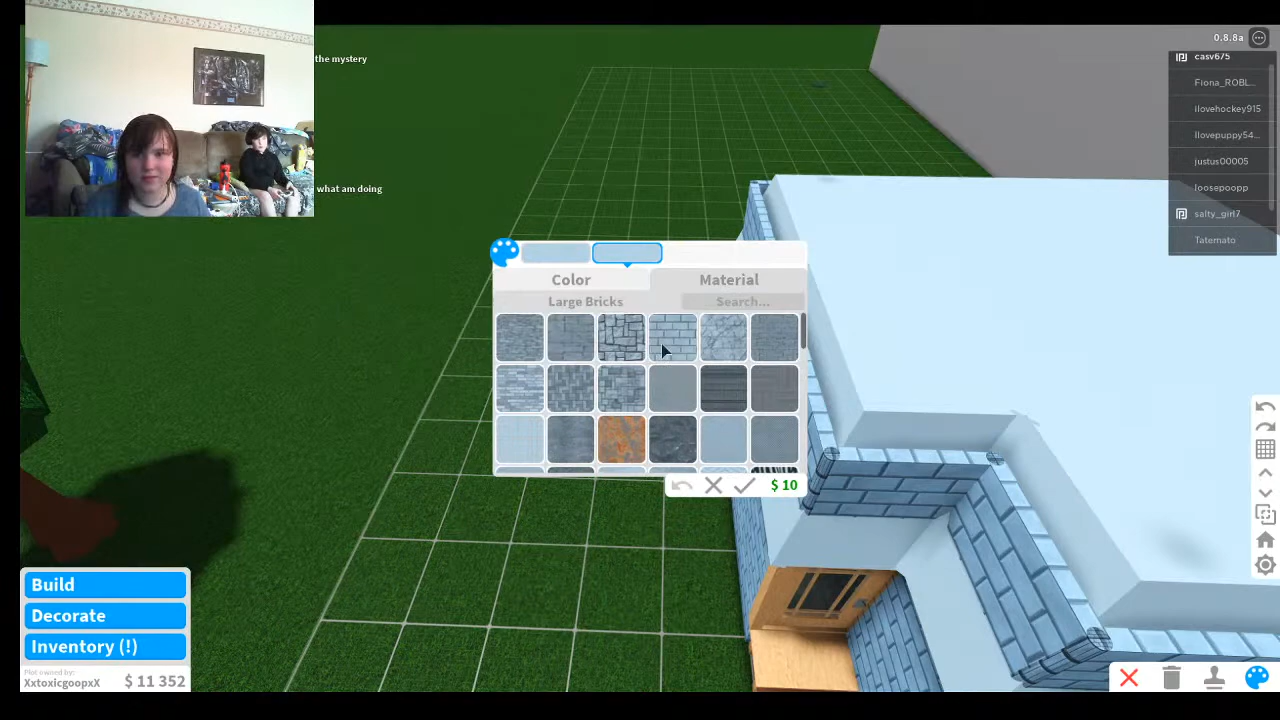 the mystery
what am doing
0.8.8a
casv675
Fiona_ROBL...
ilovehockey915
Ilovepuppy54...
justus00005
loosepoopp
salty_girl7
Tatemato
Color
Material
Large Bricks
Search...
$ 10
Build
Decorate
Inventory (!)
Plot owned by:
XxtoxicgoopxX
$ 11 352